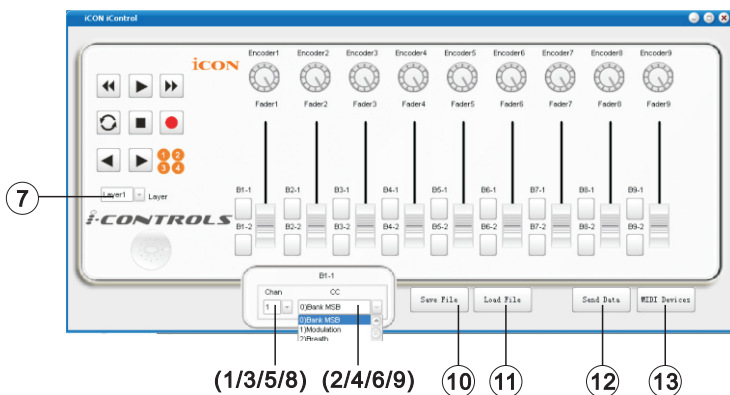 iCON iControl
iCON
Encoder1 Encoder2 Encoder3 Encoder4 Encoder5 Encoder6 Encoder7 Encoder8 Encoder9
Fader1 Fader2 Fader3 Fader4 Fader5 Fader6 Fader7 Fader8 Fader9
1 2
3 4
7
Layer1 Layer
B1-1 B2-1 B3-1 B4-1 B5-1 B6-1 B7-1 B8-1 B9-1
i-CONTROLS
B1-2 B2-2 B3-2 B4-2 B5-2 B6-2 B7-2 B8-2 B9-2
B1-1
Chan CC
1 0)Bank MSB
0)Bank MSB
1)Modulation
2)Breath
Save File Load File Send Data MIDI Devices
(1/3/5/8) (2/4/6/9) 10 11 12 13